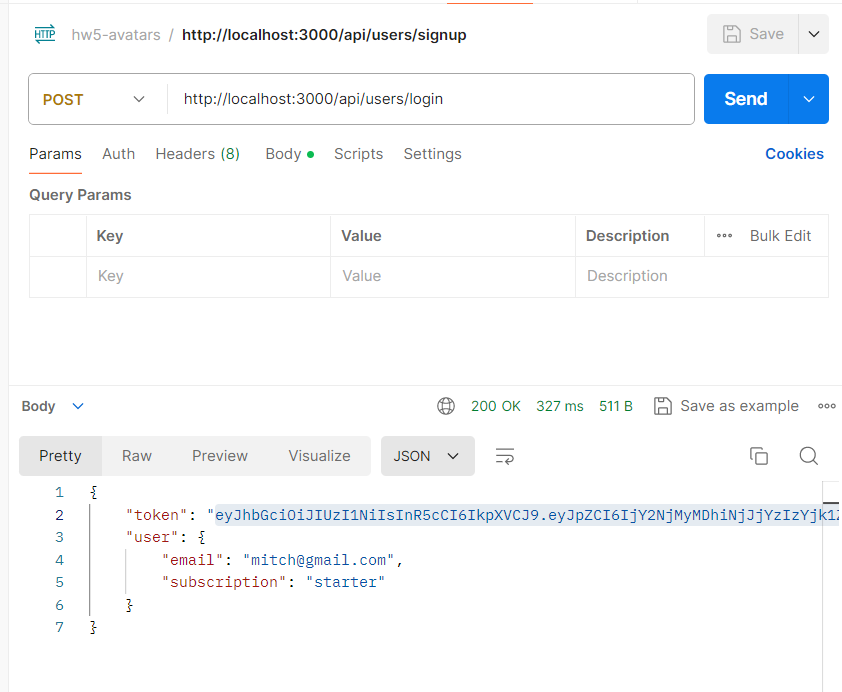 HTTP hw5-avatars / http://localhost:3000/api/users/signup Save
POST http://localhost:3000/api/users/login Send
Params Auth Headers (8) Body Scripts Settings Cookies
Query Params
Key Value Description Bulk Edit
Key Value Description
Body 200 OK 327 ms 511 B Save as example
Pretty Raw Preview Visualize JSON
1 {
2 "token": "eyJhbGciOiJIUzI1NiIsInR5cCI6IkpXVCJ9.eyJpZCI6IjY2NjMyMDhiNjJjYzIzYjk1Z
3 "user": {
4 "email": "mitch@gmail.com",
5 "subscription": "starter"
6 }
7 }